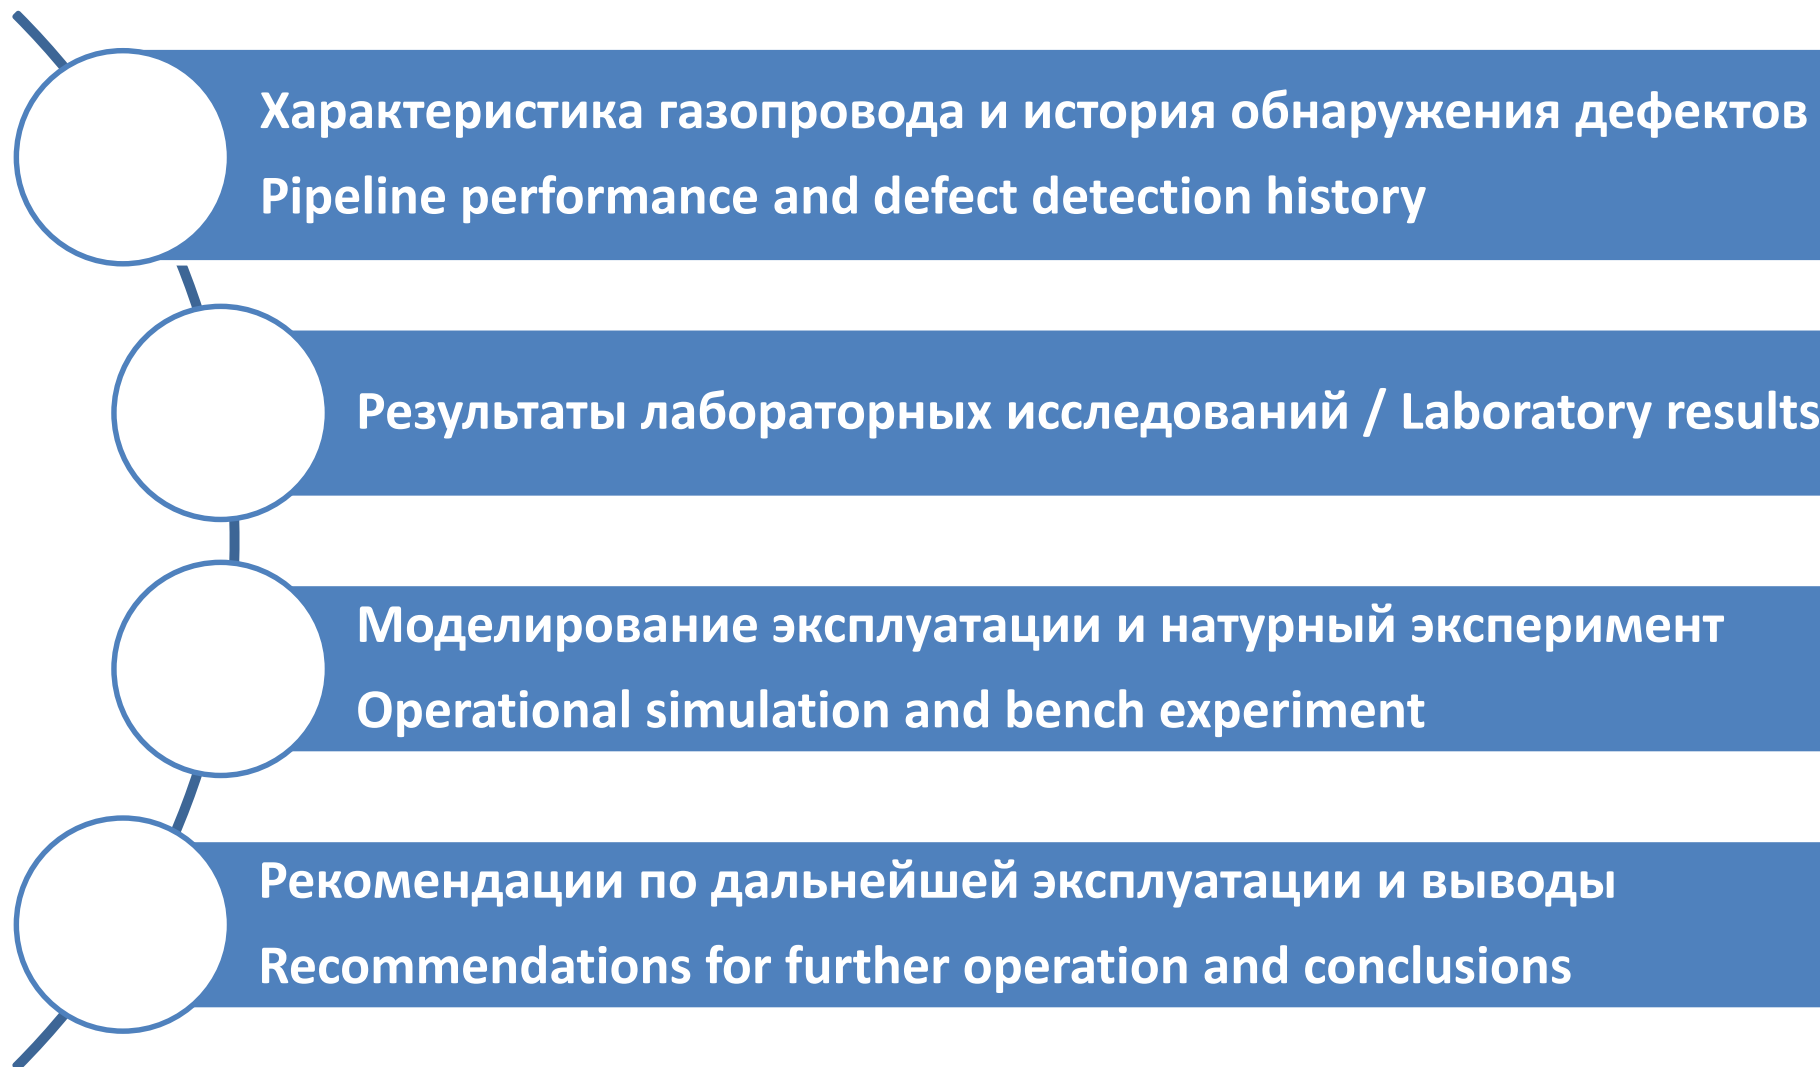 Характеристика газопровода и история обнаружения дефектов
Pipeline performance and defect detection history
Результаты лабораторных исследований / Laboratory results
Моделирование эксплуатации и натурный эксперимент
Operational simulation and bench experiment
Рекомендации по дальнейшей эксплуатации и выводы
Recommendations for further operation and conclusions